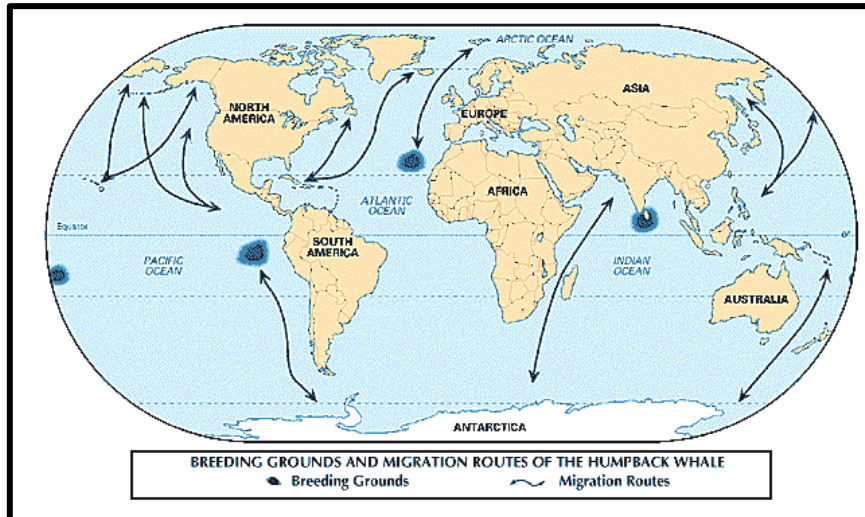 ARCTIC OCEAN
ASIA
NORTH
AMERICA
EUROPE
ATLANTIC
OCEAN
AFRICA
Equator
0°
PACIFIC
OCEAN
SOUTH
AMERICA
INDIAN
OCEAN
AUSTRALIA
ANTARCTICA
BREEDING GROUNDS AND MIGRATION ROUTES OF THE HUMPBACK WHALE
Breeding Grounds Migration Routes